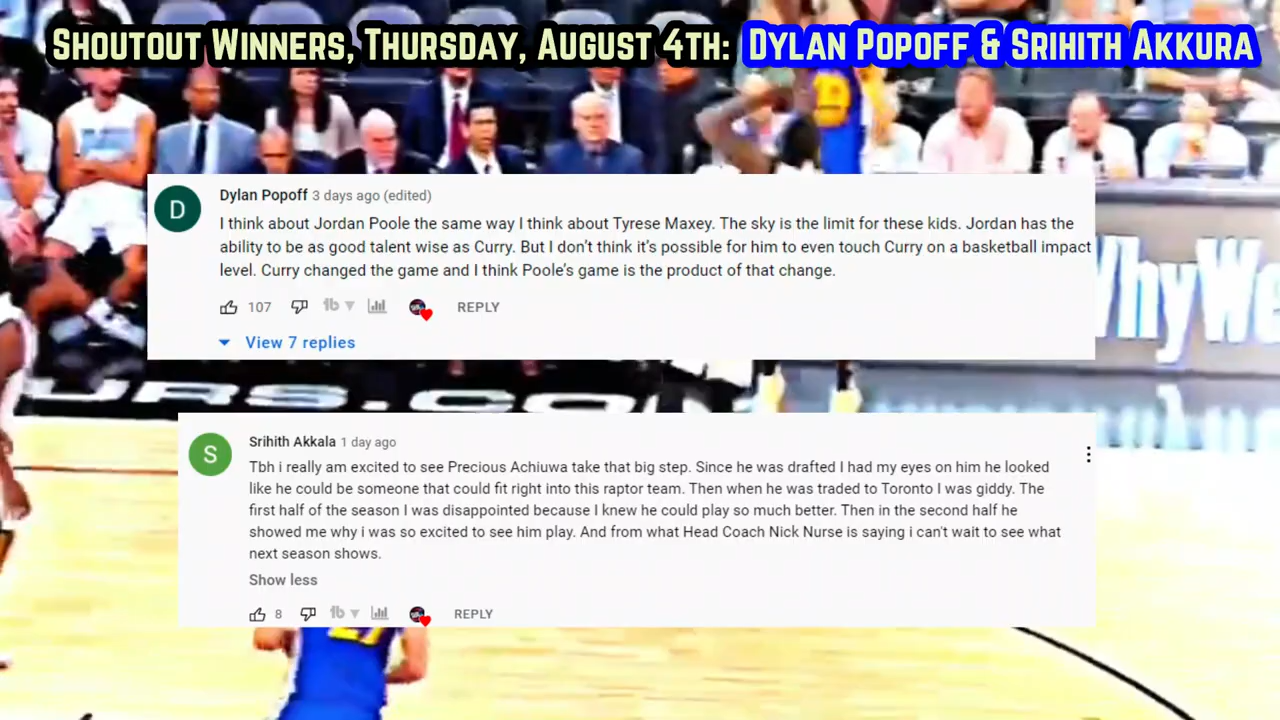 Shoutout Winners, Thursday, August 4th: Dylan Popoff & Srihith Akkura
D
Dylan Popoff 3 days ago (edited)
I think about Jordan Poole the same way I think about Tyrese Maxey. The sky is the limit for these kids. Jordan has the
ability to be as good talent wise as Curry. But I don't think it's possible for him to even touch Curry on a basketball impact
level. Curry changed the game and I think Poole's game is the product of that change.
107 REPLY
View 7 replies
WhyWe
URS.CO
S
Srihith Akkala 1 day ago
Tbh i really am excited to see Precious Achiuwa take that big step. Since he was drafted I had my eyes on him he looked
like he could be someone that could fit right into this raptor team. Then when he was traded to Toronto I was giddy. The
first half of the season I was disappointed because I knew he could play so much better. Then in the second half he
showed me why i was so excited to see him play. And from what Head Coach Nick Nurse is saying i can't wait to see what
next season shows.
Show less
8 REPLY